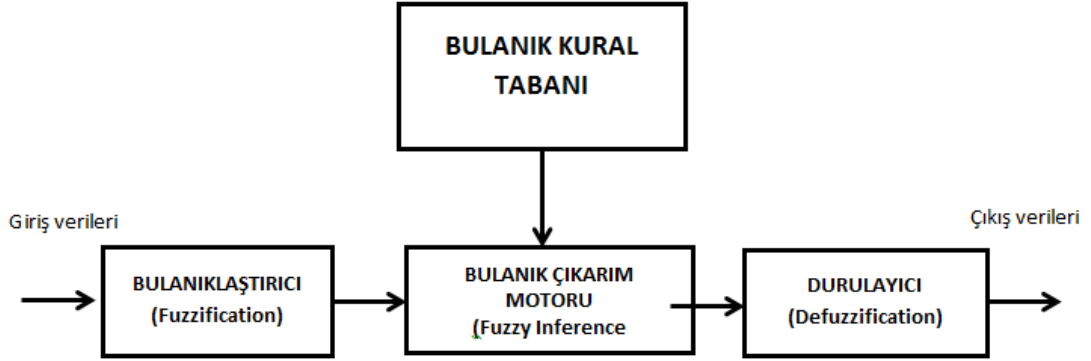 BULANIK KURAL
TABANI
Giriş verileri
Çıkış verileri
BULANIKLAŞTIRICI
(Fuzzification)
BULANIK ÇIKARIM
MOTORU
(Fuzzy Inference
DURULAYICI
(Defuzzification)